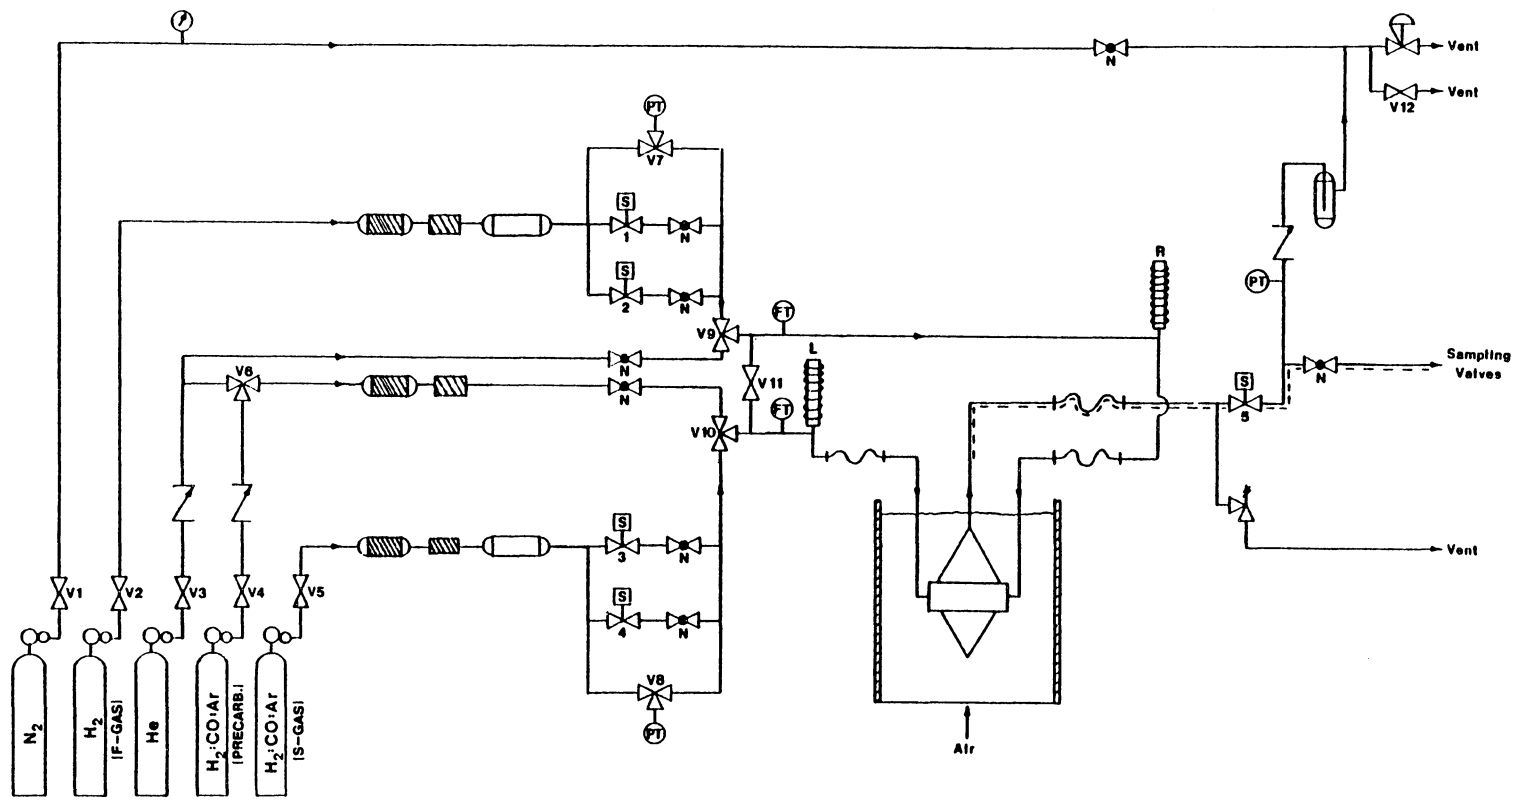 Vent
N
Vent
V12
PT
V7
S
1
N
R
S
2
N
PT
FT
V9
L
N
Sampling
Valves
V6
N
V11
S
N
5
FT
V10
S
3
N
Vent
V1
V2
V3
V4
V5
S
4
N
V8
PT
Air
N2
H2
(F-GAS)
He
H2:CO:Ar
(PRECARB.)
H2:CO:Ar
(S-GAS)